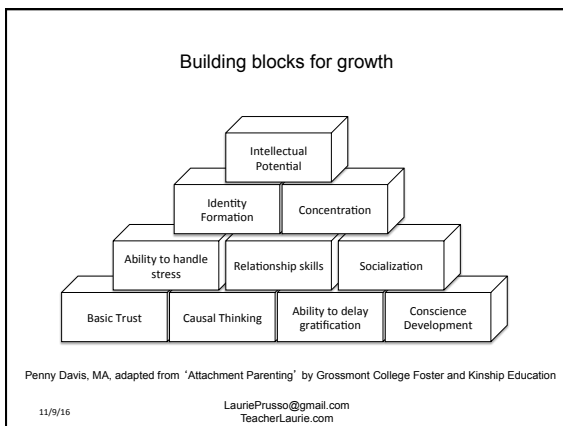 Building blocks for growth
Intellectual
Potential
Identity
Formation
Concentration
Ability to handle
stress
Relationship skills
Socialization
Basic Trust
Causal Thinking
Ability to delay
gratification
Conscience
Development
Penny Davis, MA, adapted from ‘Attachment Parenting’ by Grossmont College Foster and Kinship Education
11/9/16
LauriePrusso@gmail.com
TeacherLaurie.com